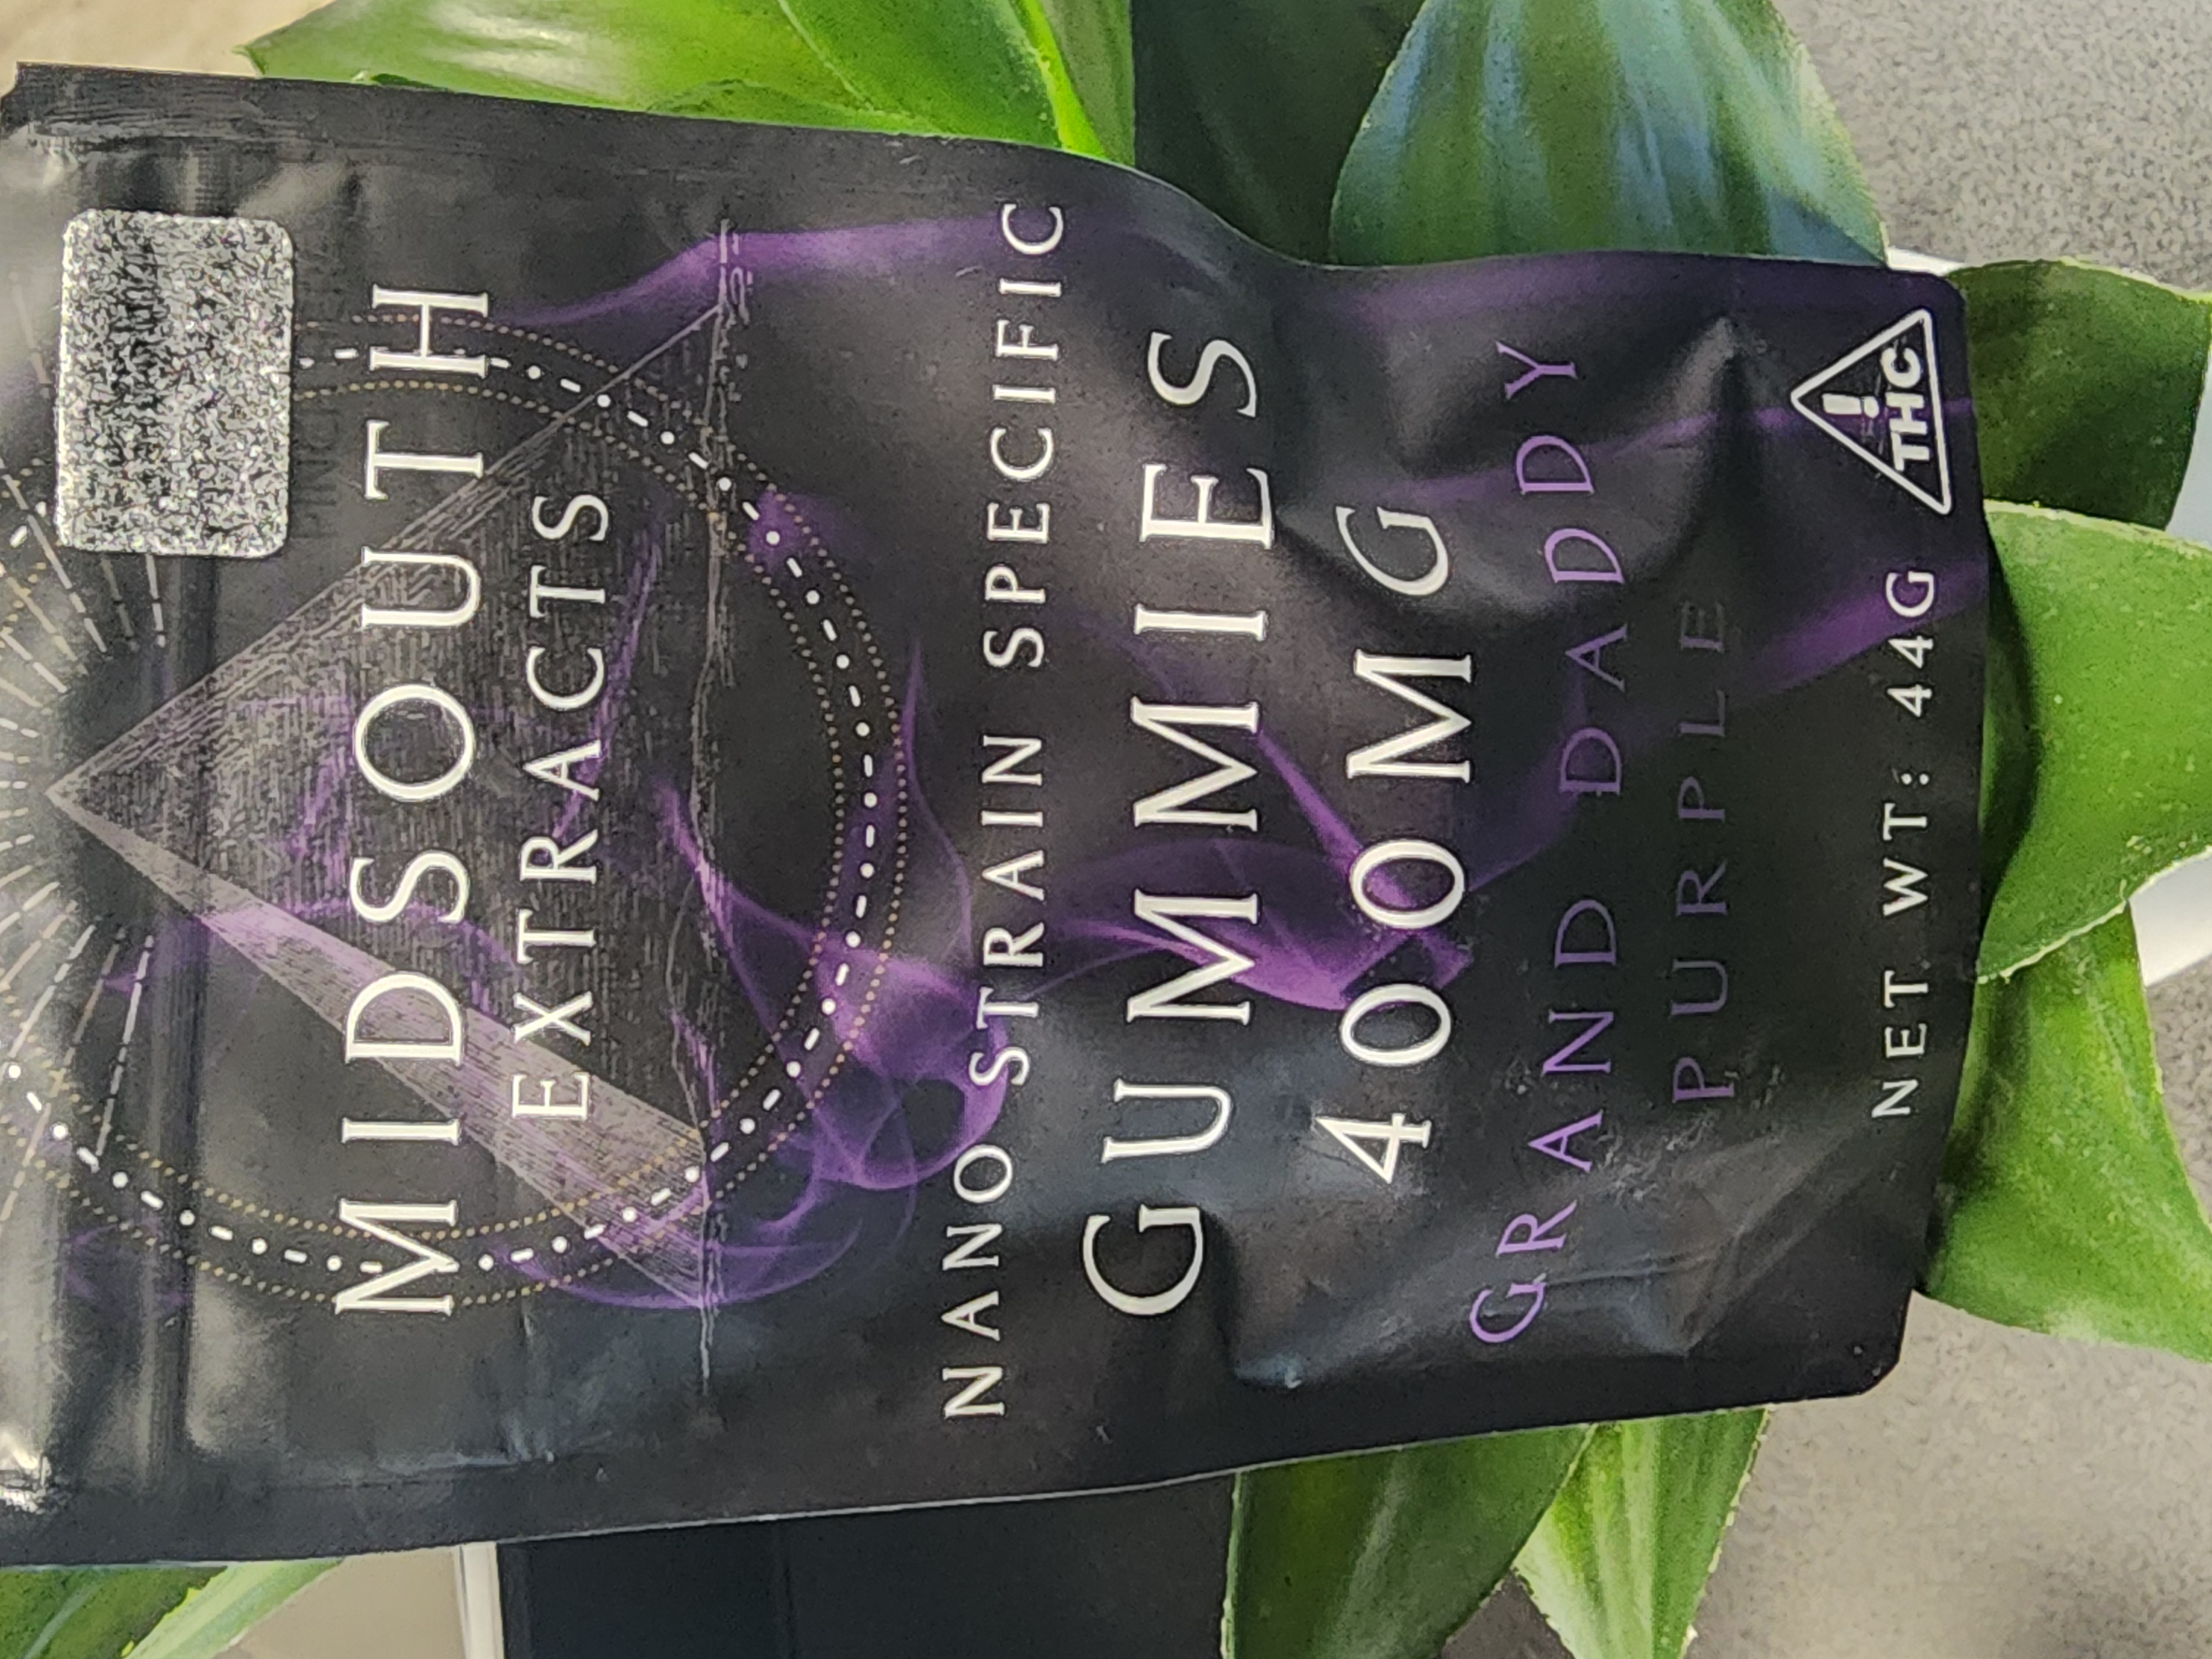 MIDSOUTH
EXTRACTS
NANO STRAIN SPECIFIC
GUMMIES
400MG
GRAND DADDY
PURPLE
NET WT: 44G
!
THC